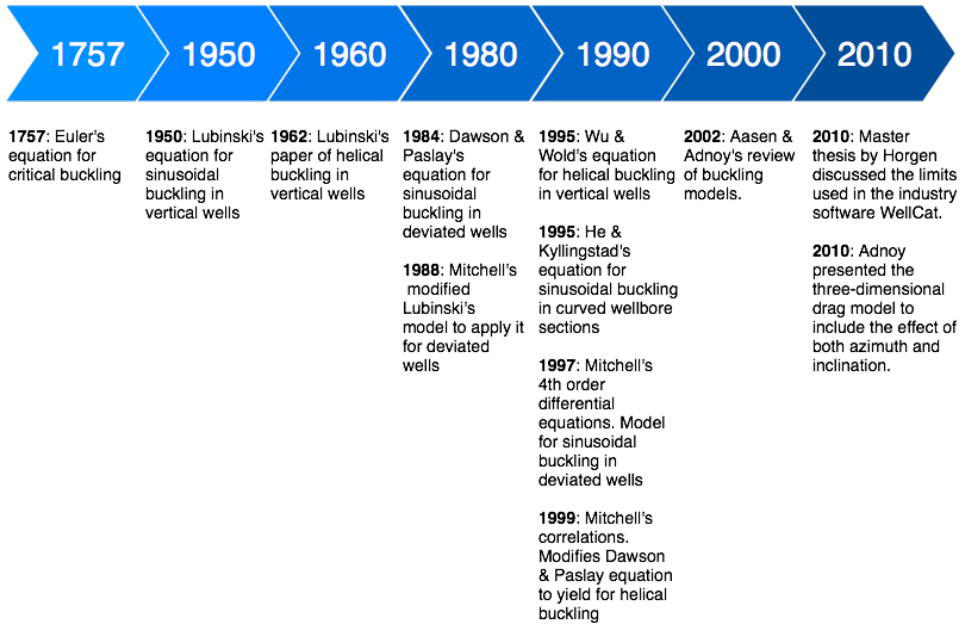 1757
1950
1960
1980
1990
2000
2010
1757: Euler's
equation for
critical buckling
1950: Lubinski's
equation for
sinusoidal
buckling in
vertical wells
1962: Lubinski's
paper of helical
buckling in
vertical wells
1984: Dawson &
Paslay's
equation for
sinusoidal
buckling in
deviated wells
1988: Mitchell's
modified
Lubinski's
model to apply it
for deviated
wells
1995: Wu &
Wold's equation
for helical buckling
in vertical wells
1995: He &
Kyllingstad's
equation for
sinusoidal buckling
in curved wellbore
sections
1997: Mitchell's
4th order
differential
equations. Model
for sinusoidal
buckling in
deviated wells
1999: Mitchell's
correlations.
Modifies Dawson
& Paslay equation
to yield for helical
buckling
2002: Aasen &
Adnoy's review
of buckling
models.
2010: Master
thesis by Horgen
discussed the limits
used in the industry
software WellCat.
2010: Adnoy
presented the
three-dimensional
drag model to
include the effect of
both azimuth and
inclination.